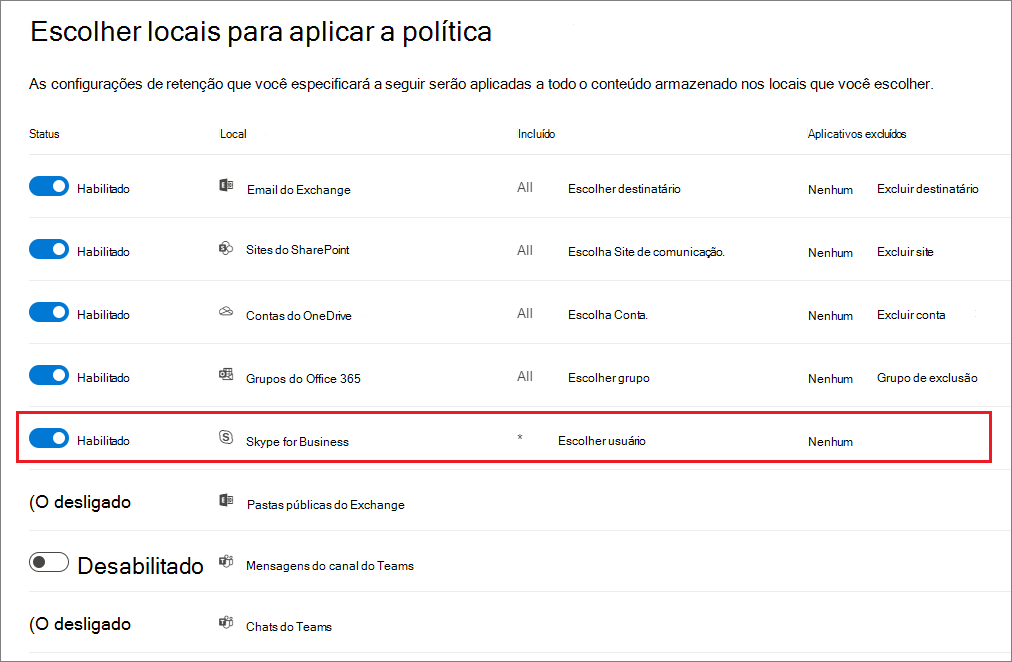 Escolher locais para aplicar a política
As configurações de retenção que você especificará a seguir serão aplicadas a todo o conteúdo armazenado nos locais que você escolher.
Status Local Incluído Aplicativos excluídos
Habilitado Email do Exchange All Escolher destinatário Nenhum Excluir destinatário
Habilitado Sites do SharePoint All Escolha Site de comunicação. Nenhum Excluir site
Habilitado Contas do OneDrive All Escolha Conta. Nenhum Excluir conta
Habilitado Grupos do Office 365 All Escolher grupo Nenhum Grupo de exclusão
Habilitado Skype for Business * Escolher usuário Nenhum
(O desligado Pastas públicas do Exchange
Desabilitado Mensagens do canal do Teams
(O desligado Chats do Teams